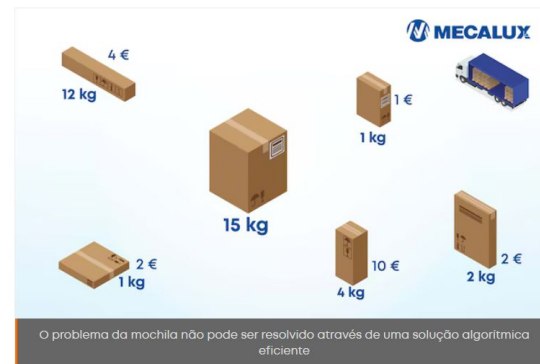 MECALUX
4 €
12 kg
1 €
1 kg
15 kg
2 €
1 kg
10 €
4 kg
2 €
2 kg
O problema da mochila não pode ser resolvido através de uma solução algorítmica
eficiente